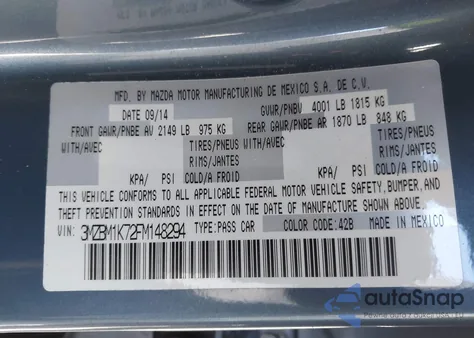 MFD. BY MAZDA MOTOR MANUFACTURING DE MEXICO S.A. DE C.V.
DATE 09/14 GVWR/PNBV 4001 LB 1815 KG
FRONT GAWR/PNBE AV 2149 LB 975 KG REAR GAWR/PNBE AR 1870 LB 848 KG
WITH/AVEC TIRES/PNEUS WITH/AVEC TIRES/PNEUS
RIMS/JANTES RIMS/JANTES
KPA/ PSI COLD/A FROID KPA/ PSI COLD/A FROID
THIS VEHICLE CONFORMS TO ALL APPLICABLE FEDERAL MOTOR VEHICLE SAFETY, BUMPER, AND
THEFT PREVENTION STANDARDS IN EFFECT ON THE DATE OF MANUFACTURE SHOWN ABOVE.
VIN: 3MZBM1K72FM148294 TYPE:PASS CAR COLOR CODE:42B MADE IN MEXICO
autoSnap